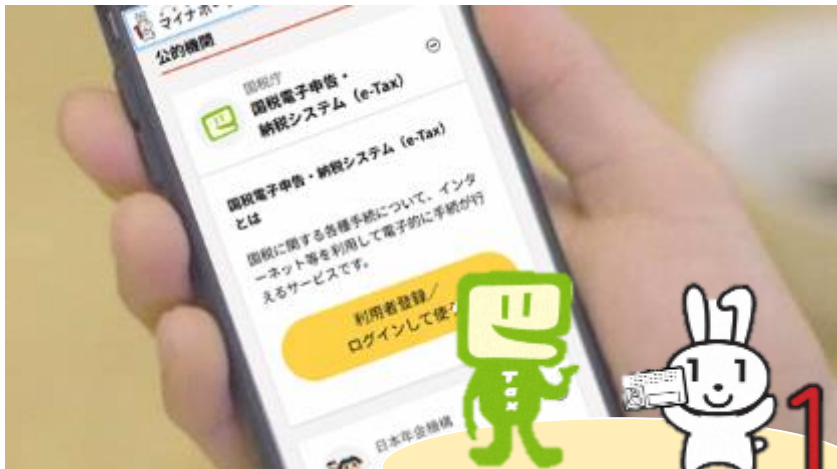 マイナポー
公的機関
国税庁
国税電子申告・
納税システム（e-Tax）
国税電子申告・納税システム（e-Tax）
とは
国税に関する各種手続について、インタ
ーネット等を利用して電子的に手続が行
えるサービスです。
利用者登録／
ログインして使
Tax
日本年金機構
1